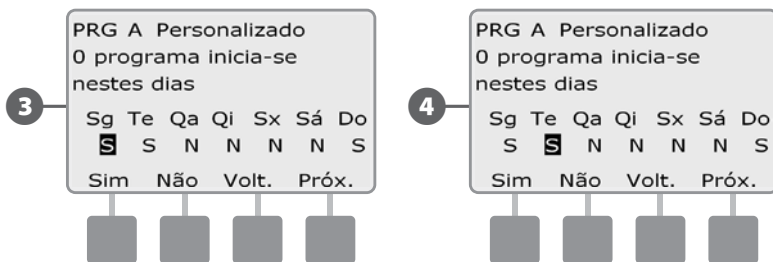 3
PRG A Personalizado
0 programa inicia-se
nestes dias
Sg Te Qa Qi Sx Sá Do
S S N N N N S
Sim Não Volt. Próx.
4
PRG A Personalizado
0 programa inicia-se
nestes dias
Sg Te Qa Qi Sx Sá Do
S S N N N N S
Sim Não Volt. Próx.